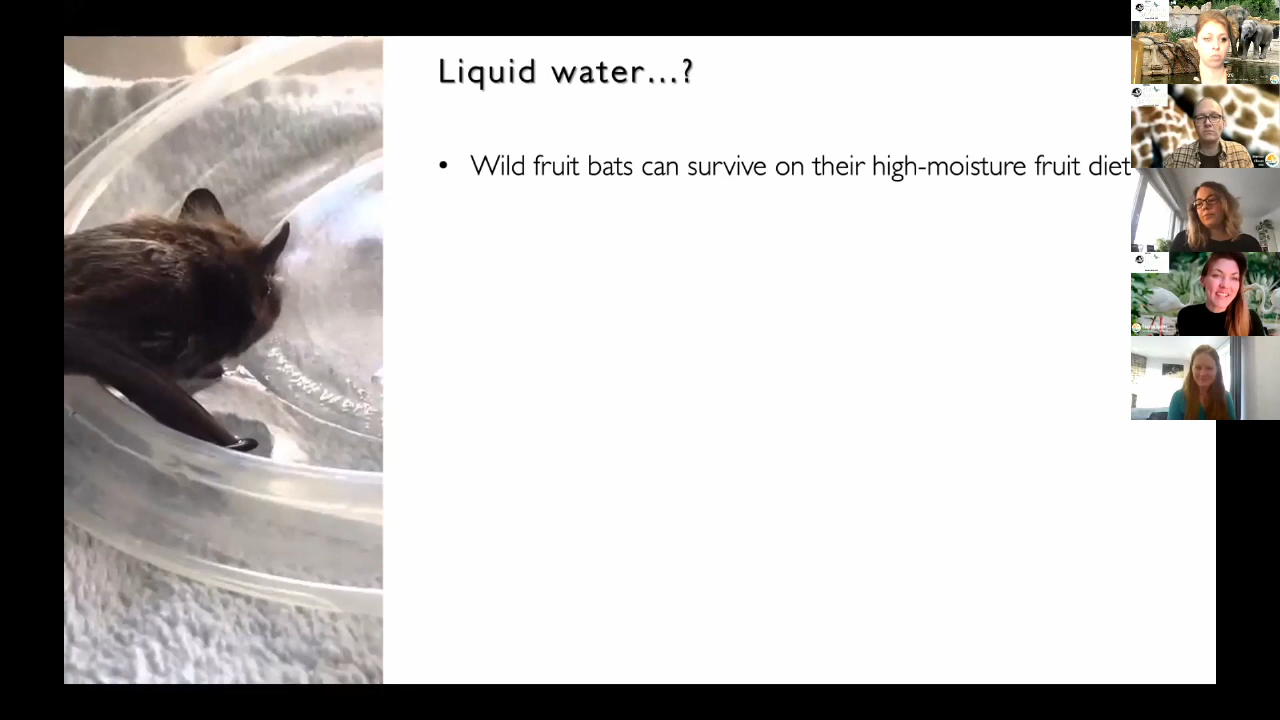 Liquid water…?
• Wild fruit bats can survive on their high-moisture fruit diet